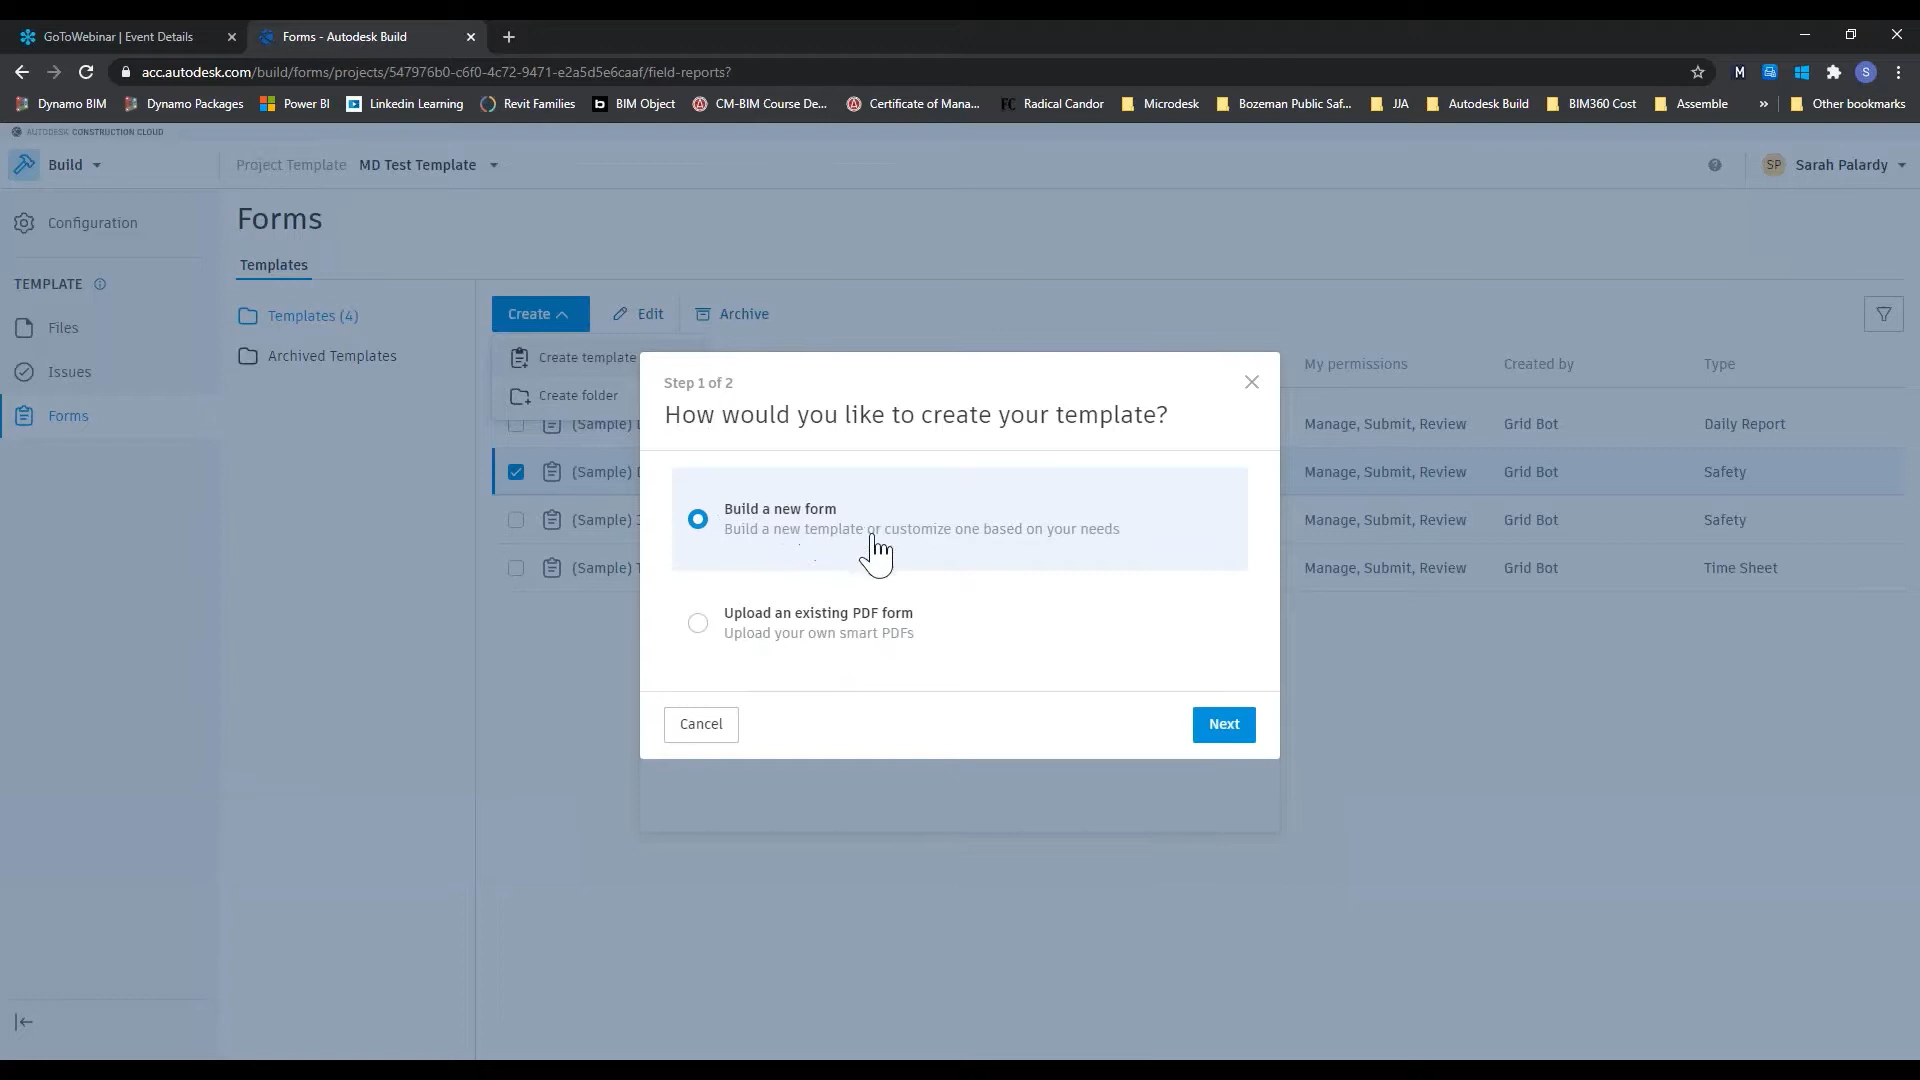 GoToWebinar | Event Details
Forms - Autodesk Build
acc.autodesk.com/build/forms/projects/547976b0-c6f0-4c72-9471-e2a5d5e6caaf/field-reports?
M
S
Dynamo BIM
Dynamo Packages
Power BI
Linkedin Learning
Revit Families
b
BIM Object
CM-BIM Course De...
Certificate of Mana...
FC
Radical Candor
Microdesk
Bozeman Public Saf...
JJA
Autodesk Build
BIM360 Cost
Assemble
»
Other bookmarks
AUTODESK CONSTRUCTION CLOUD
Build
Project Template
MD Test Template
SP
Sarah Palardy
Configuration
TEMPLATE
Files
Issues
Forms
Forms
Templates
Templates (4)
Archived Templates
Create
Edit
Archive
Create template
Create folder
My permissions
Created by
Type
(Sample)
Manage, Submit, Review
Grid Bot
Daily Report
(Sample)
Manage, Submit, Review
Grid Bot
Safety
(Sample)
Manage, Submit, Review
Grid Bot
Safety
(Sample)
Manage, Submit, Review
Grid Bot
Time Sheet
Step 1 of 2
How would you like to create your template?
Build a new form
Build a new template or customize one based on your needs
Upload an existing PDF form
Upload your own smart PDFs
Cancel
Next